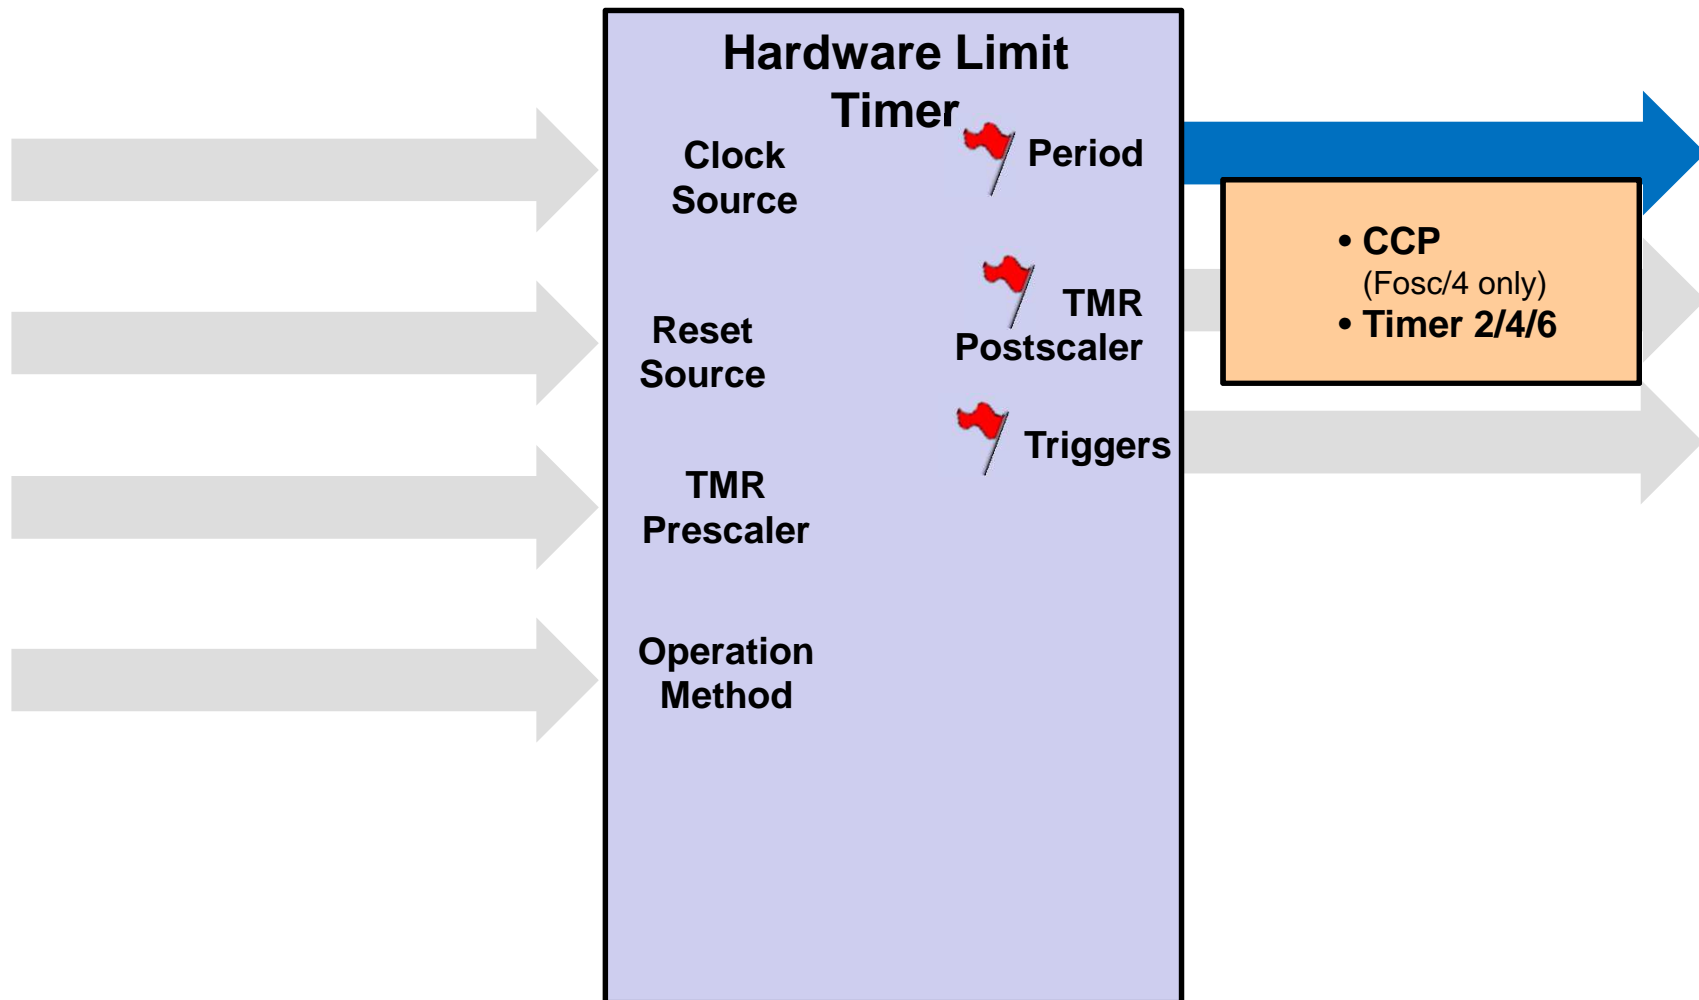 Hardware Limit
Timer
Clock
Source
Reset
Source
TMR
Prescaler
Operation
Method
Period
TMR
Postscaler
Triggers
• CCP
(Fosc/4 only)
• Timer 2/4/6